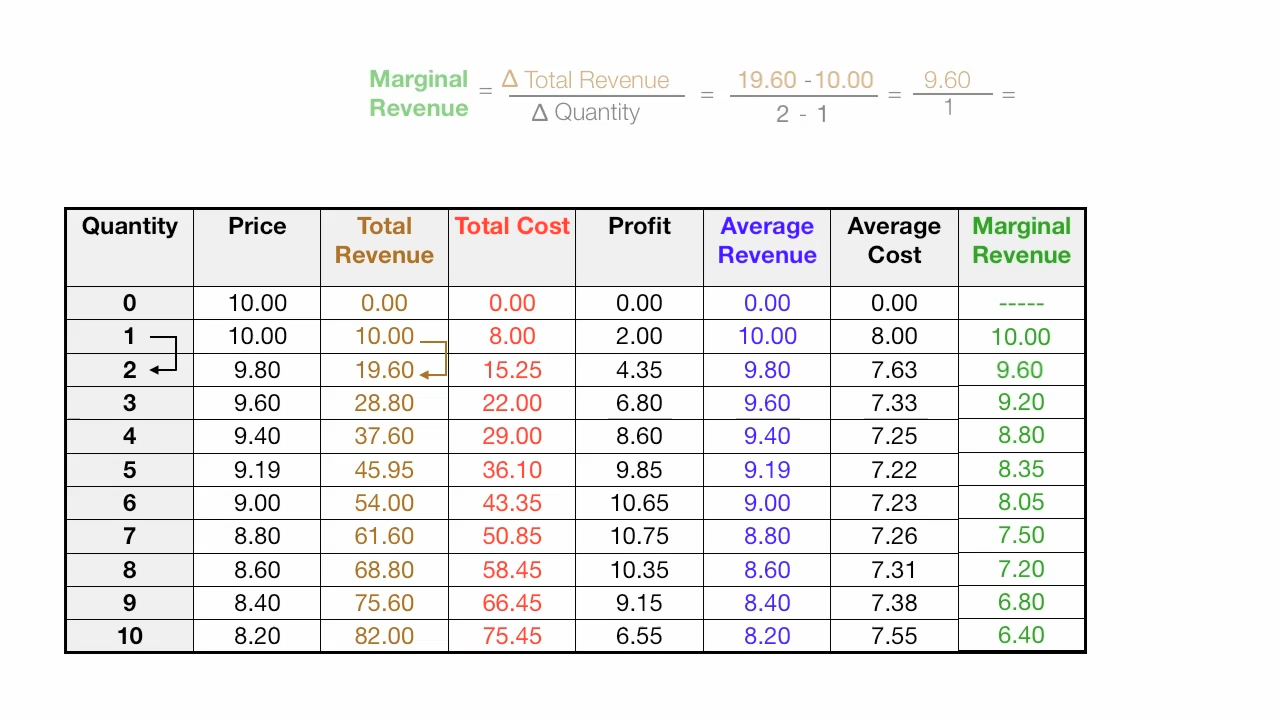 Marginal Revenue = Δ Total Revenue / Δ Quantity = 19.60 - 10.00 / 2 - 1 = 9.60 / 1 =
Quantity Price Total Revenue Total Cost Profit Average Revenue Average Cost Marginal Revenue
0 10.00 0.00 0.00 0.00 0.00 0.00 -----
1 10.00 10.00 8.00 2.00 10.00 8.00 10.00
2 9.80 19.60 15.25 4.35 9.80 7.63 9.60
3 9.60 28.80 22.00 6.80 9.60 7.33 9.20
4 9.40 37.60 29.00 8.60 9.40 7.25 8.80
5 9.19 45.95 36.10 9.85 9.19 7.22 8.35
6 9.00 54.00 43.35 10.65 9.00 7.23 8.05
7 8.80 61.60 50.85 10.75 8.80 7.26 7.50
8 8.60 68.80 58.45 10.35 8.60 7.31 7.20
9 8.40 75.60 66.45 9.15 8.40 7.38 6.80
10 8.20 82.00 75.45 6.55 8.20 7.55 6.40